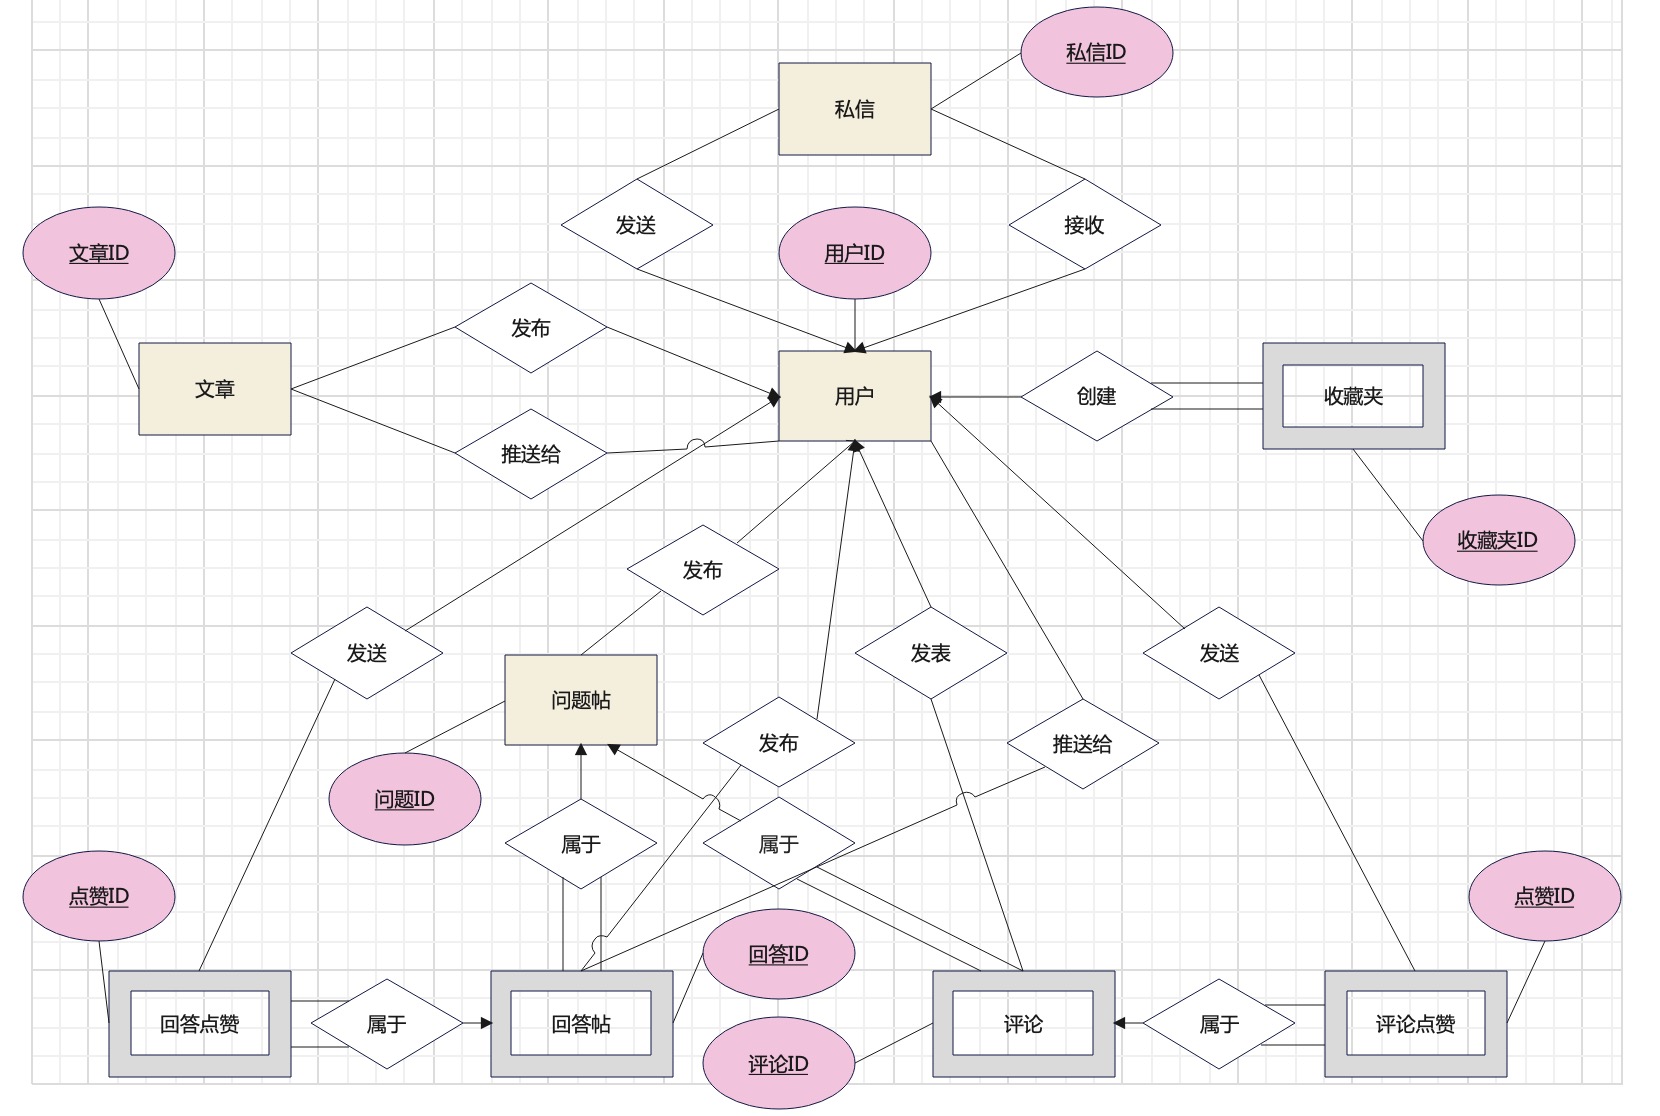 私信ID
私信
发送
接收
文章ID
用户ID
发布
文章
用户
创建
收藏夹
推送给
收藏夹ID
发布
发送
发表
发送
问题帖
发布
推送给
问题ID
属于
属于
点赞ID
点赞ID
回答ID
回答点赞
属于
回答帖
评论
属于
评论点赞
评论ID